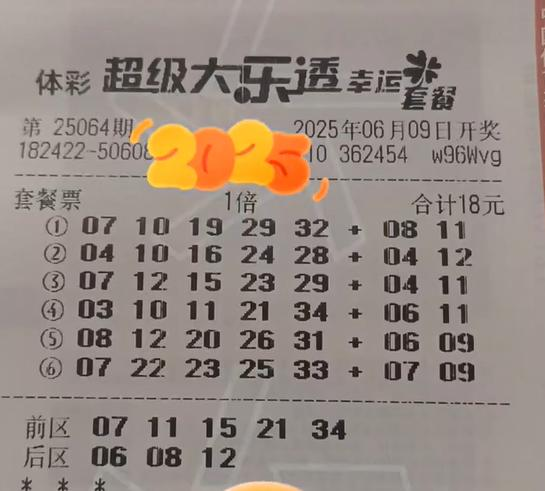 体彩 超级大乐透 幸运 套餐
第 25064期 2025年06月09日开奖
182422-50608 2025 10 362454 w96Wvg
套餐票 1倍 合计18元
① 07 10 19 29 32 + 08 11
② 04 10 16 24 28 + 04 12
③ 07 12 15 23 29 + 04 11
④ 03 10 11 21 34 + 06 11
⑤ 08 12 20 26 31 + 06 09
⑥ 07 22 23 25 33 + 07 09
前区 07 11 15 21 34
后区 06 08 12
* * *